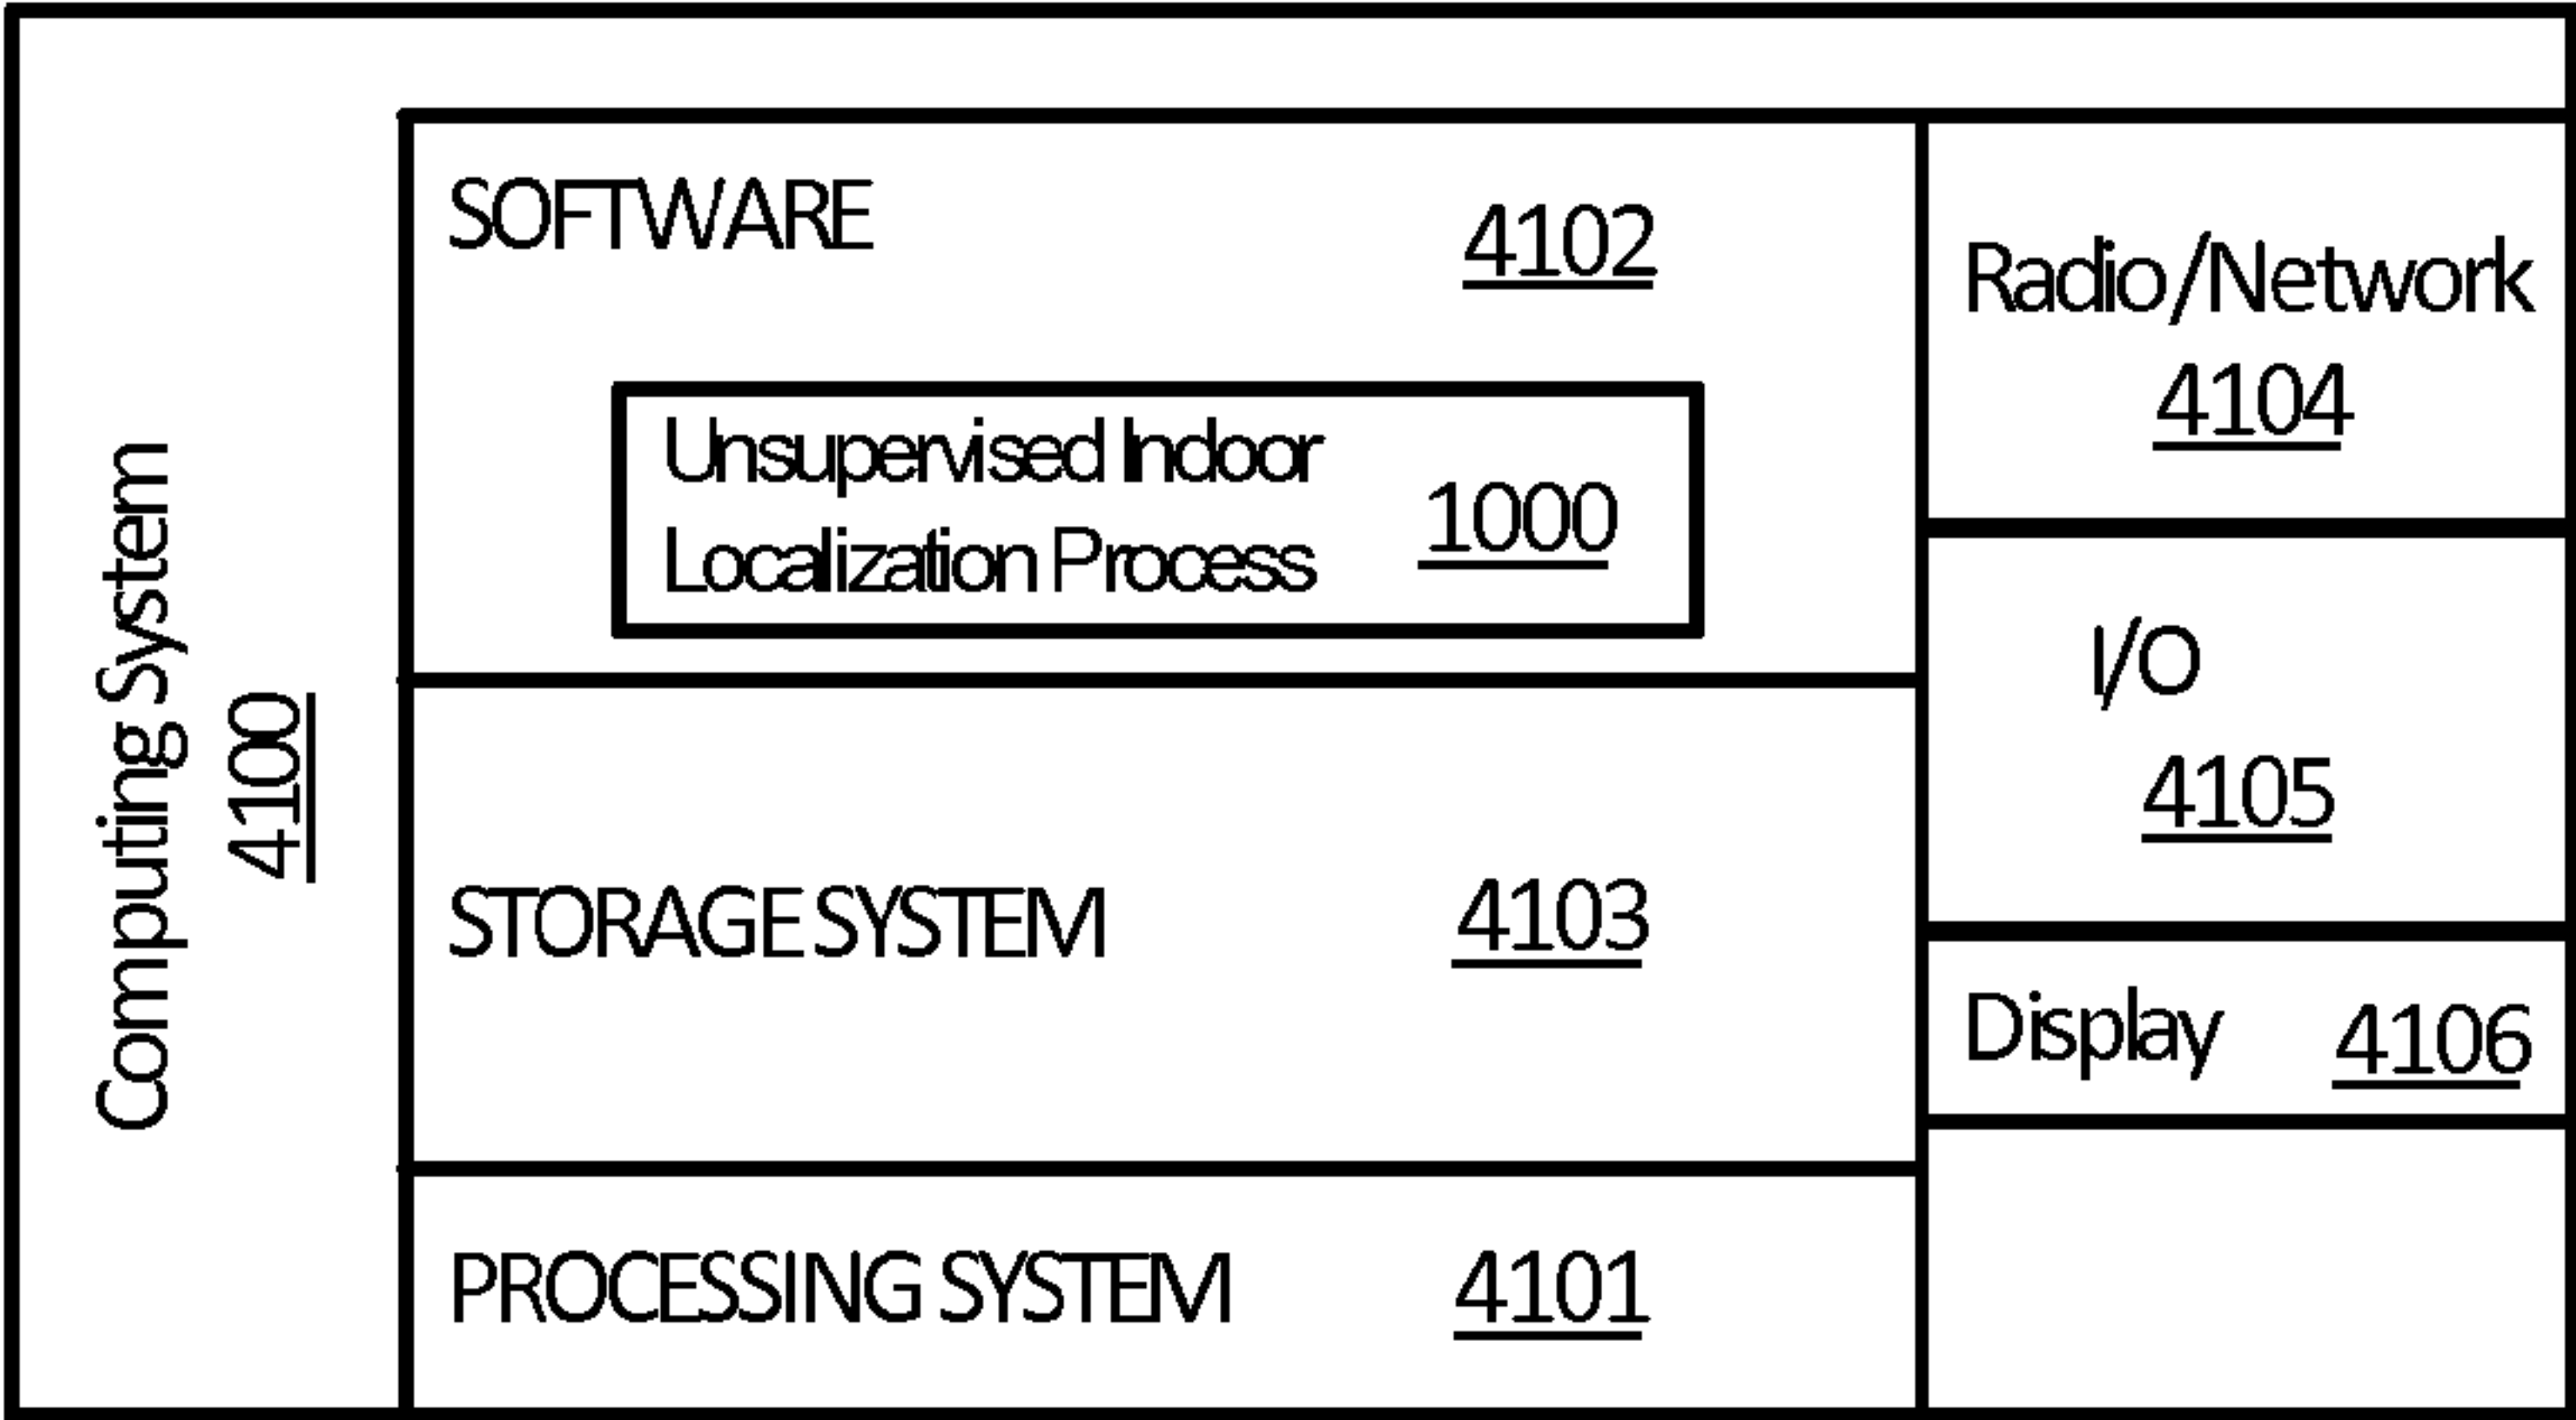 Computing System
4100
SOFTWARE
4102
Unsupervised Indoor
Localization Process
1000
STORAGE SYSTEM
4103
PROCESSING SYSTEM
4101
Radio/Network
4104
I/O
4105
Display 4106